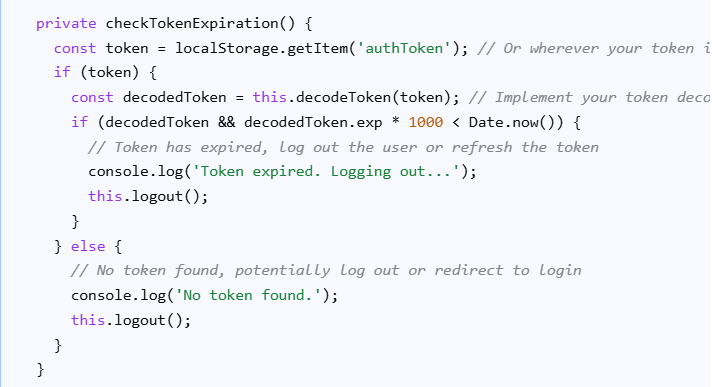 private checkTokenExpiration() {
const token = localStorage.getItem('authToken'); // Or wherever your token
if (token) {
const decodedToken = this.decodeToken(token); // Implement your token
if (decodedToken && decodedToken.exp * 1000 < Date.now()) {
// Token has expired, log out the user or refresh the token
console.log('Token expired. Logging out...');
this.logout();
}
} else {
// No token found, potentially log out or redirect to login
console.log('No token found.');
this.logout();
}
}